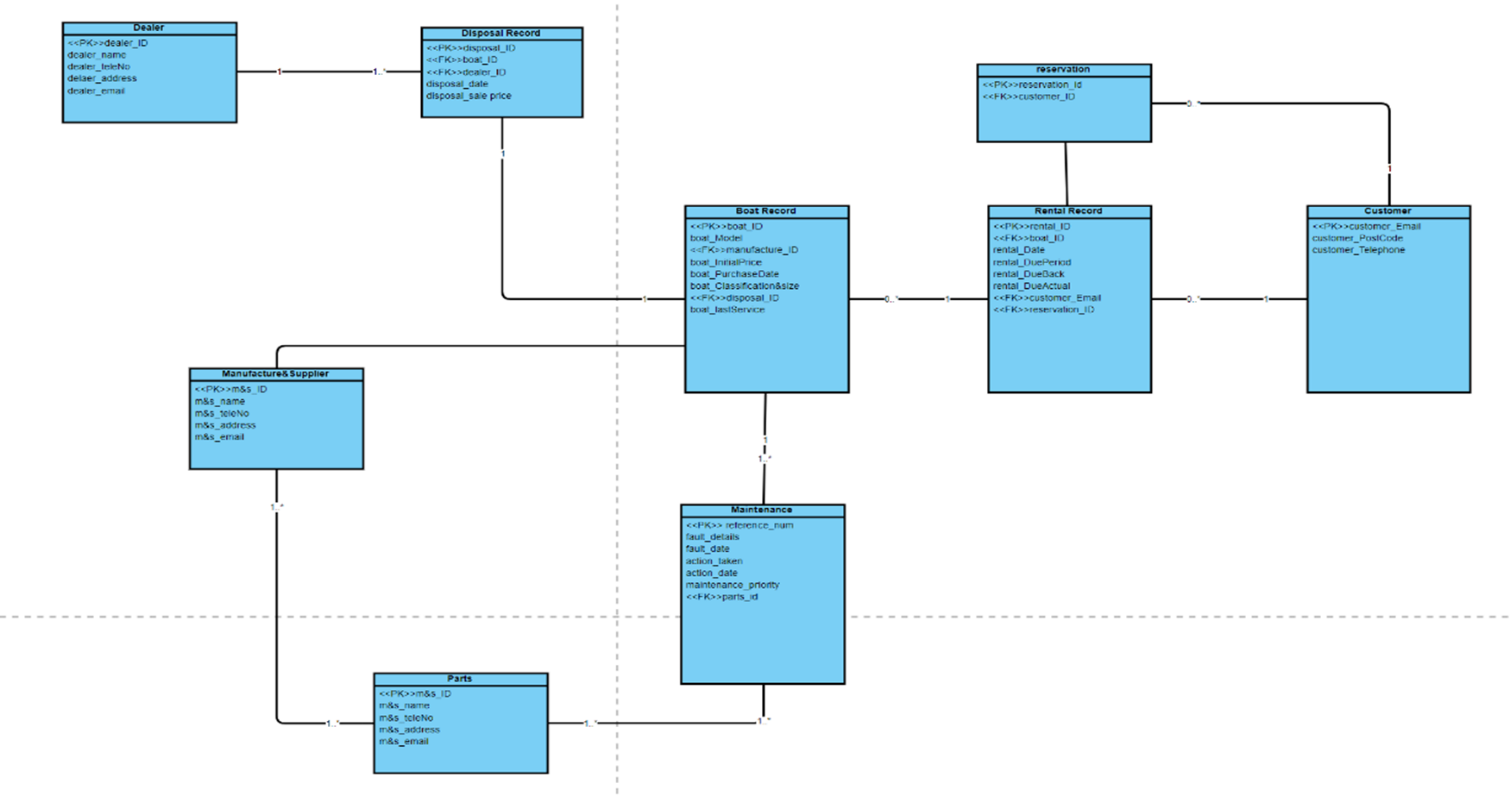 Dealer
<<PK>>dealer_ID
dealer_name
dealer_teleNo
delaer_address
dealer_email
1
1..*
Disposal Record
<<PK>>disposal_ID
<<FK>>boat_ID
<<FK>>dealer_ID
disposal_date
disposal_sale price
1
1
reservation
<<PK>>reservation_id
<<FK>>customer_ID
0..*
1
Boat Record
<<PK>>boat_ID
boat_Model
<<FK>>manufacture_ID
boat_InitialPrice
boat_PurchaseDate
boat_Classification&size
<<FK>>disposal_ID
boat_lastService
0..*
1
Rental Record
<<PK>>rental_ID
<<FK>>boat_ID
rental_Date
rental_DuePeriod
rental_DueBack
rental_DueActual
<<FK>>customer_Email
<<FK>>reservation_ID
0..*
1
Customer
<<PK>>customer_Email
customer_PostCode
customer_Telephone
Manufacture&Supplier
<<PK>>m&s_ID
m&s_name
m&s_teleNo
m&s_address
m&s_email
1..*
1..*
1
1..*
Maintenance
<<PK>> reference_num
fault_details
fault_date
action_taken
action_date
maintenance_priority
<<FK>>parts_id
Parts
<<PK>>m&s_ID
m&s_name
m&s_teleNo
m&s_address
m&s_email
1..*
1..*